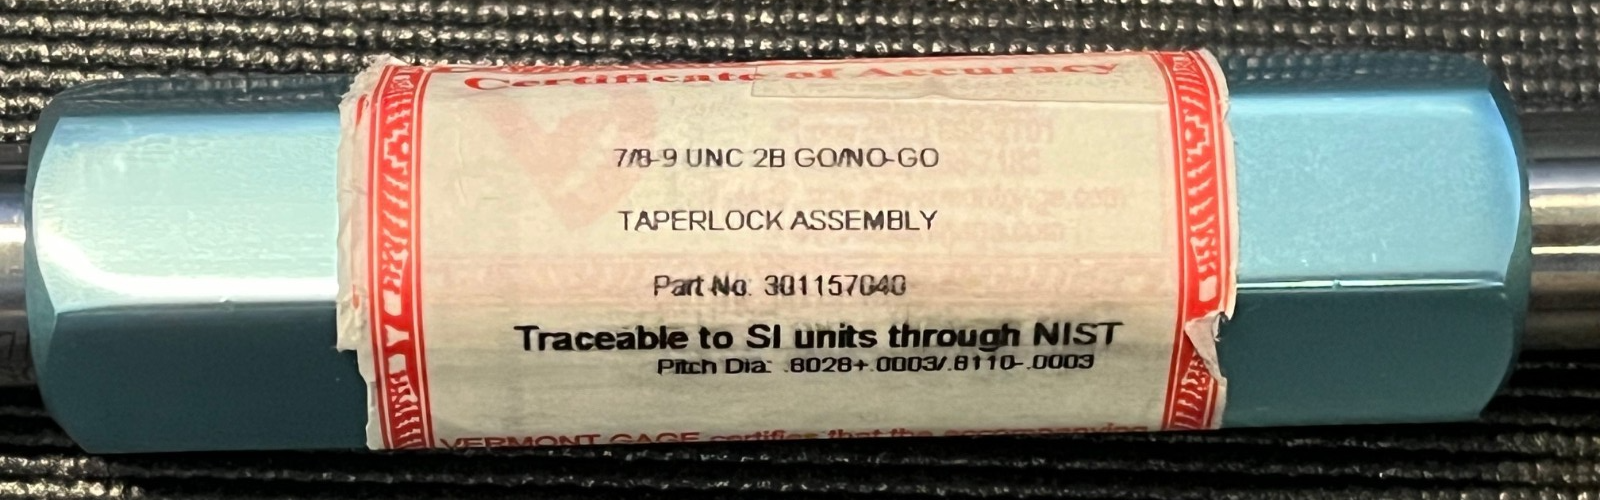 Certificate of Accuracy
7/8-9 UNC 2B GO/NO-GO
TAPERLOCK ASSEMBLY
Part No: 301157040
Traceable to SI units through NIST
Pitch Dia: .8028+.0003/.8110-.0003
VERMONT GAGE certifies that the accompanying